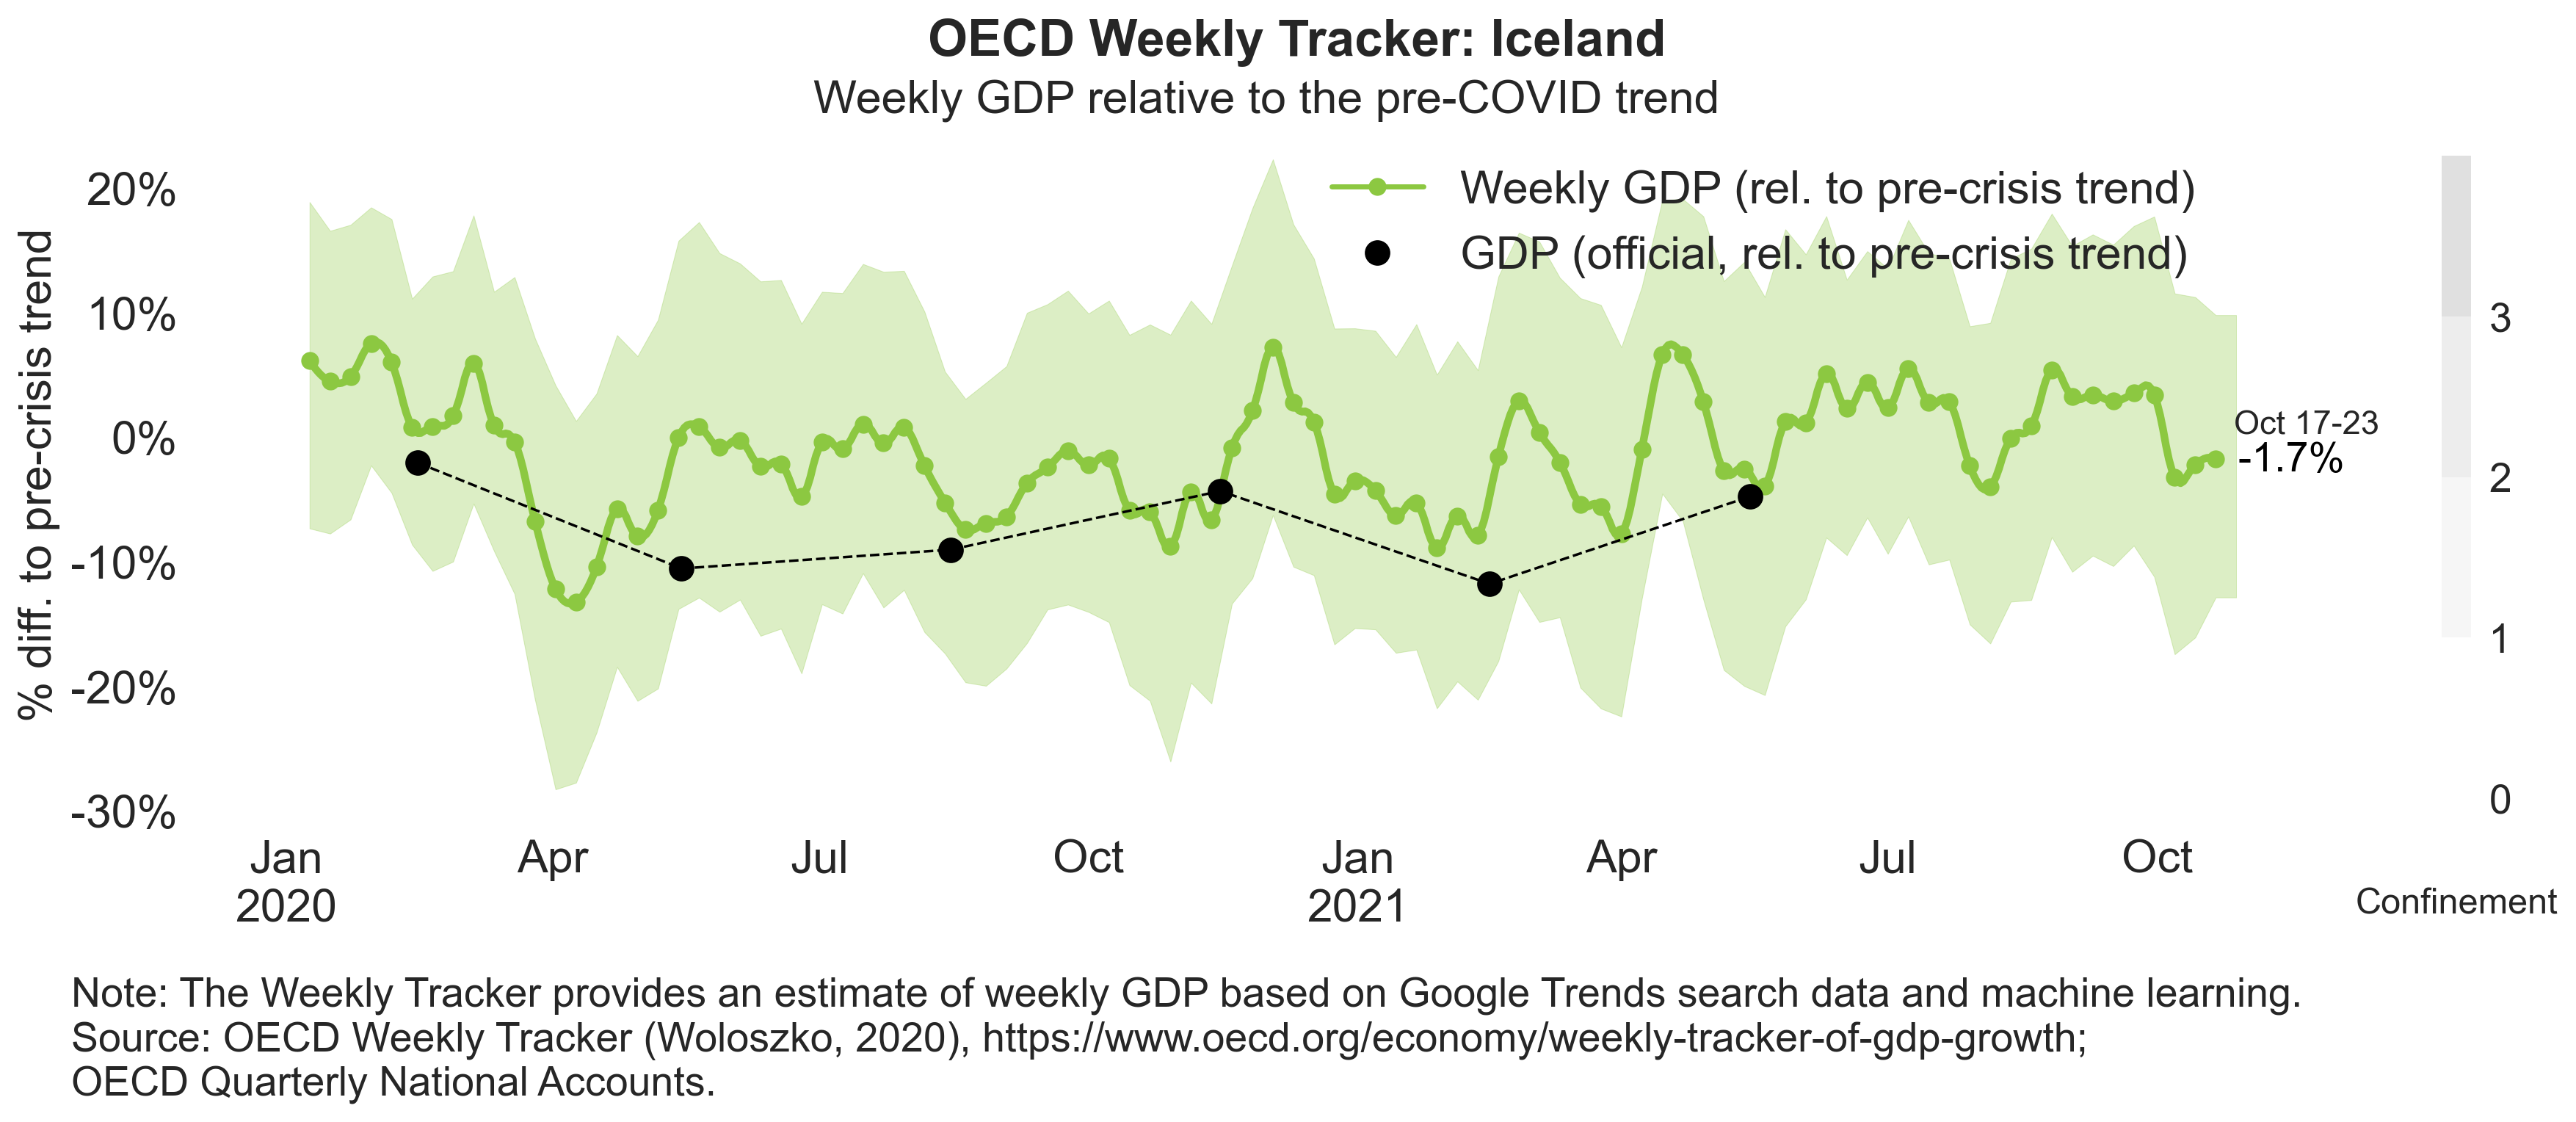 OECD Weekly Tracker: Iceland
Weekly GDP relative to the pre-COVID trend
Weekly GDP (rel. to pre-crisis trend)
GDP (official, rel. to pre-crisis trend)
% diff. to pre-crisis trend
20%
10%
0%
-10%
-20%
-30%
Oct 17-23
-1.7%
3
2
1
0
Jan
2020
Apr
Jul
Oct
Jan
2021
Apr
Jul
Oct
Confinement
Note: The Weekly Tracker provides an estimate of weekly GDP based on Google Trends search data and machine learning.
Source: OECD Weekly Tracker (Woloszko, 2020), https://www.oecd.org/economy/weekly-tracker-of-gdp-growth;
OECD Quarterly National Accounts.